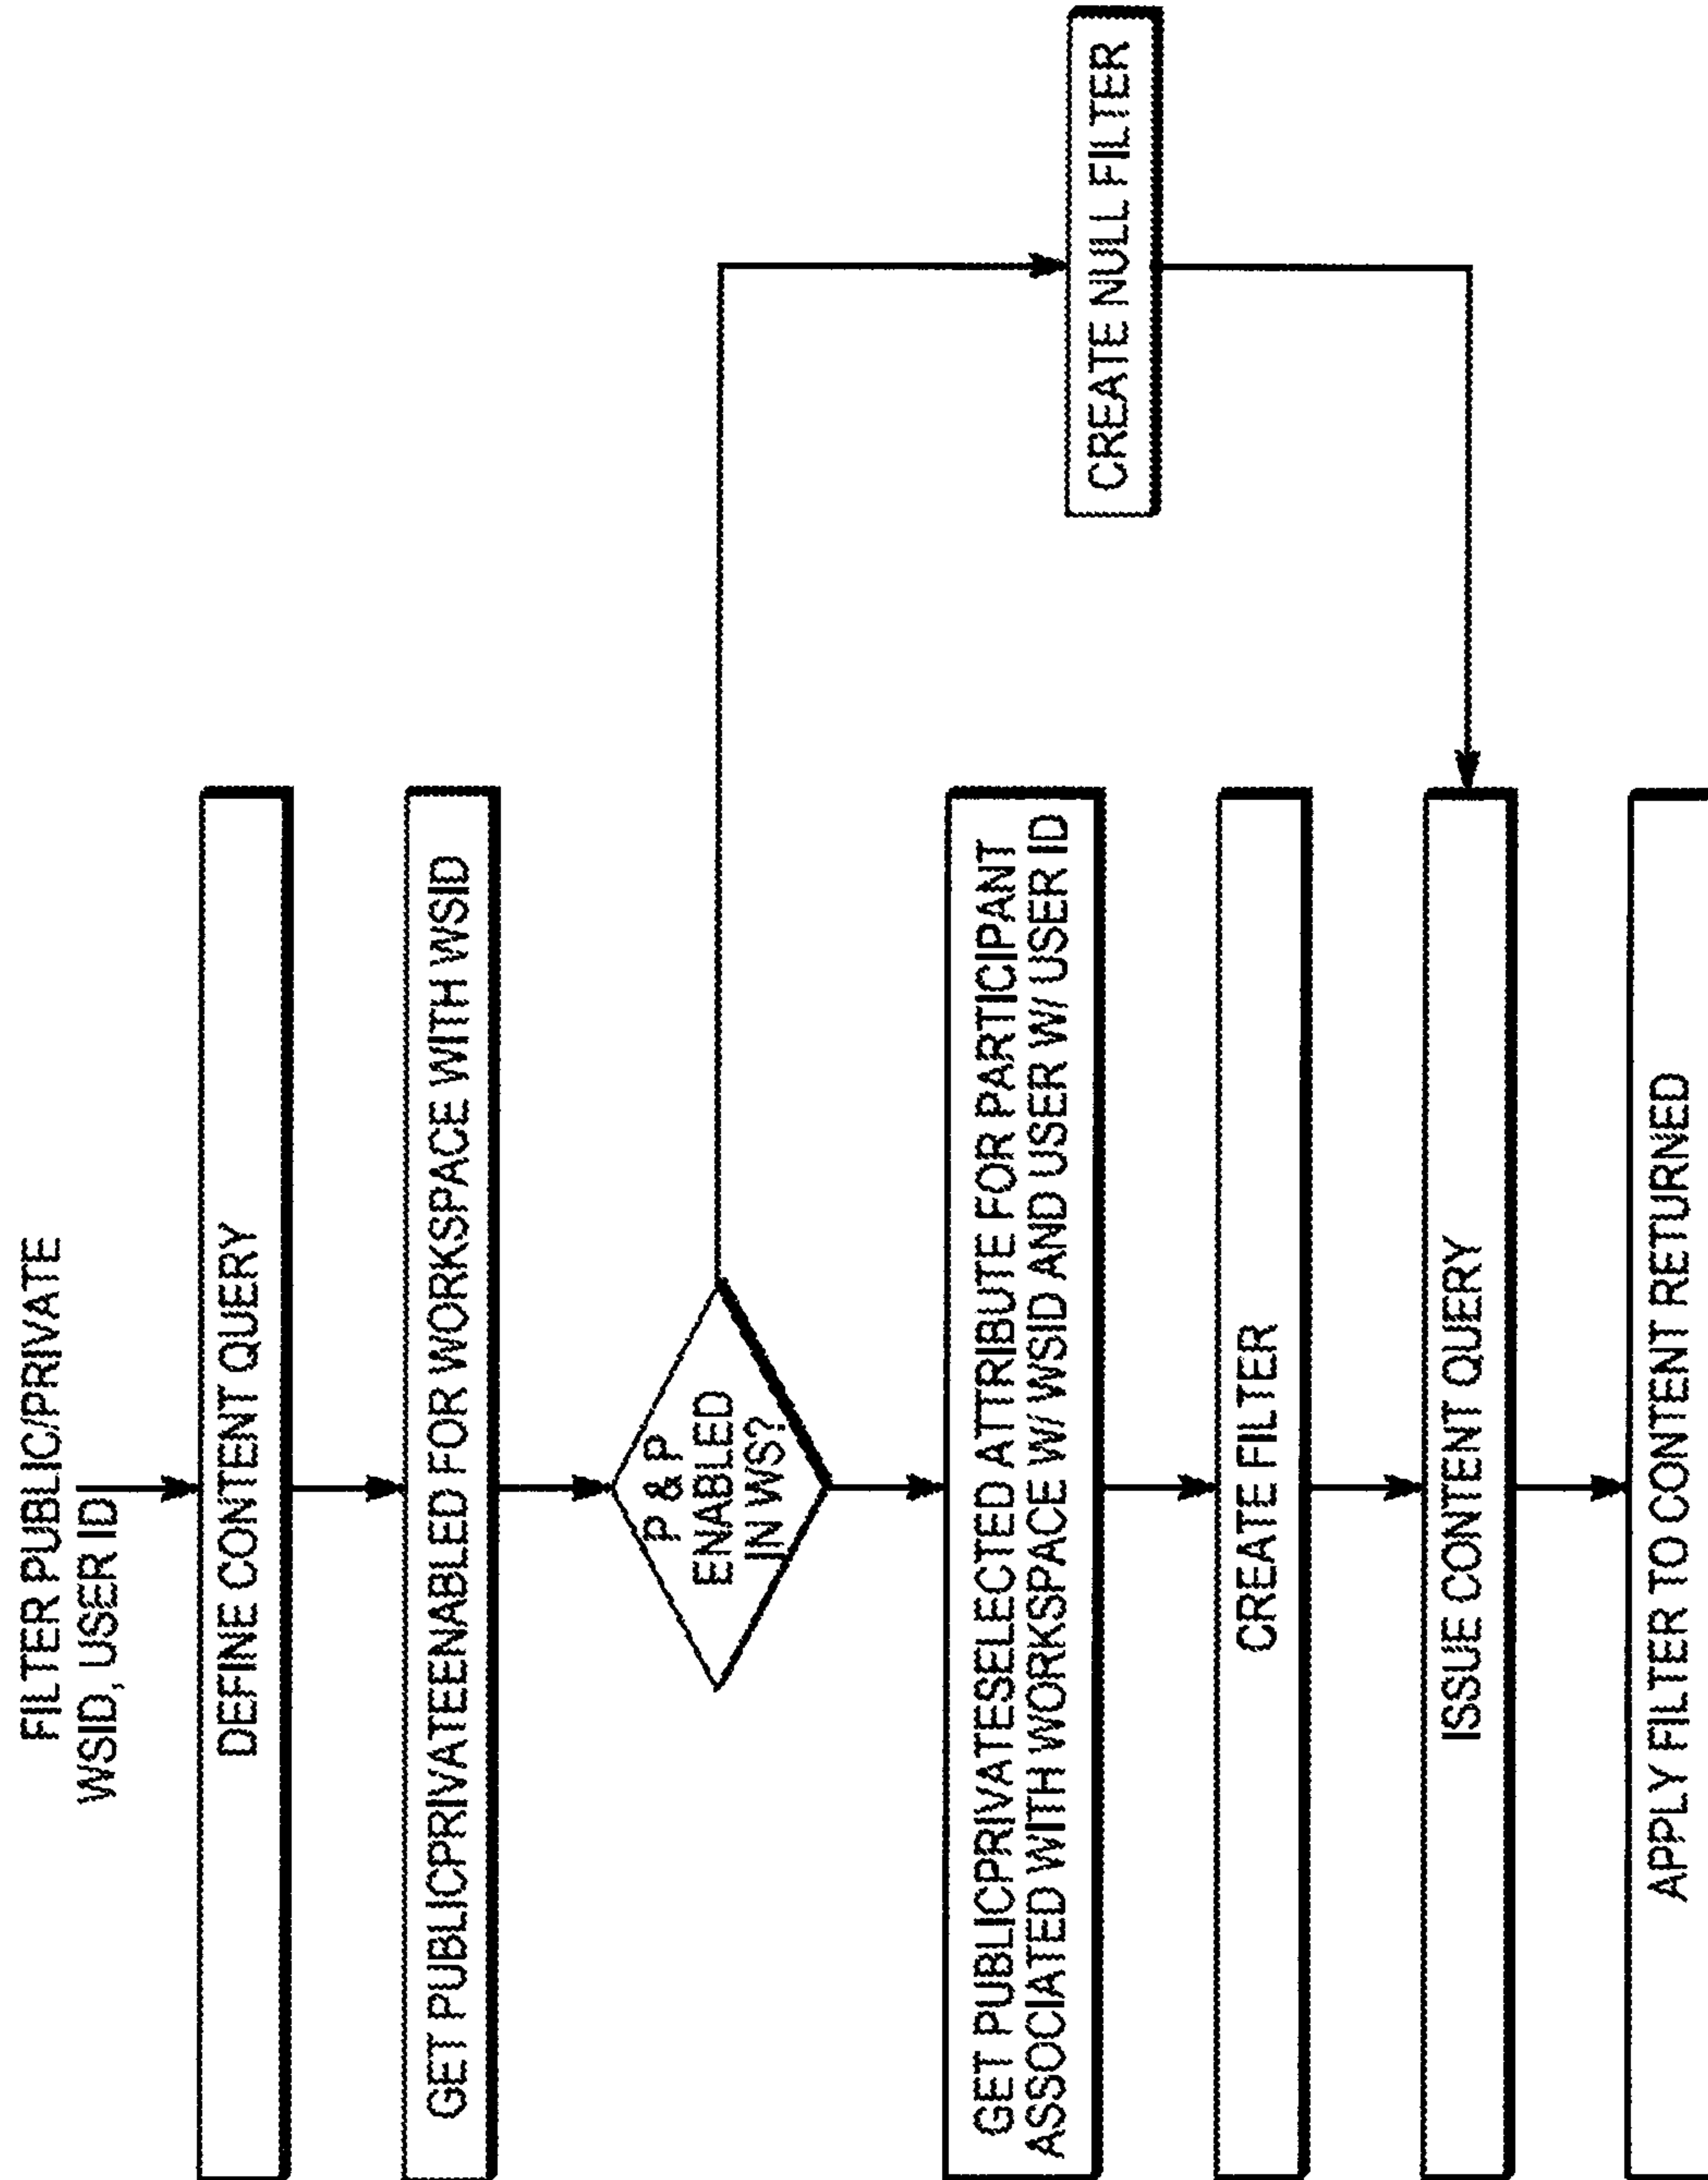 FILTER PUBLIC/PRIVATE
WSID, USER ID
DEFINE CONTENT QUERY
GET PUBLICPRIVATEENABLED FOR WORKSPACE WITH WSID
P & P
ENABLED
IN WS?
GET PUBLICPRIVATESELECTED ATTRIBUTE FOR PARTICIPANT
ASSOCIATED WITH WORKSPACE W/ WSID AND USER W/ USER ID
CREATE NULL FILTER
CREATE FILTER
ISSUE CONTENT QUERY
APPLY FILTER TO CONTENT RETURNED